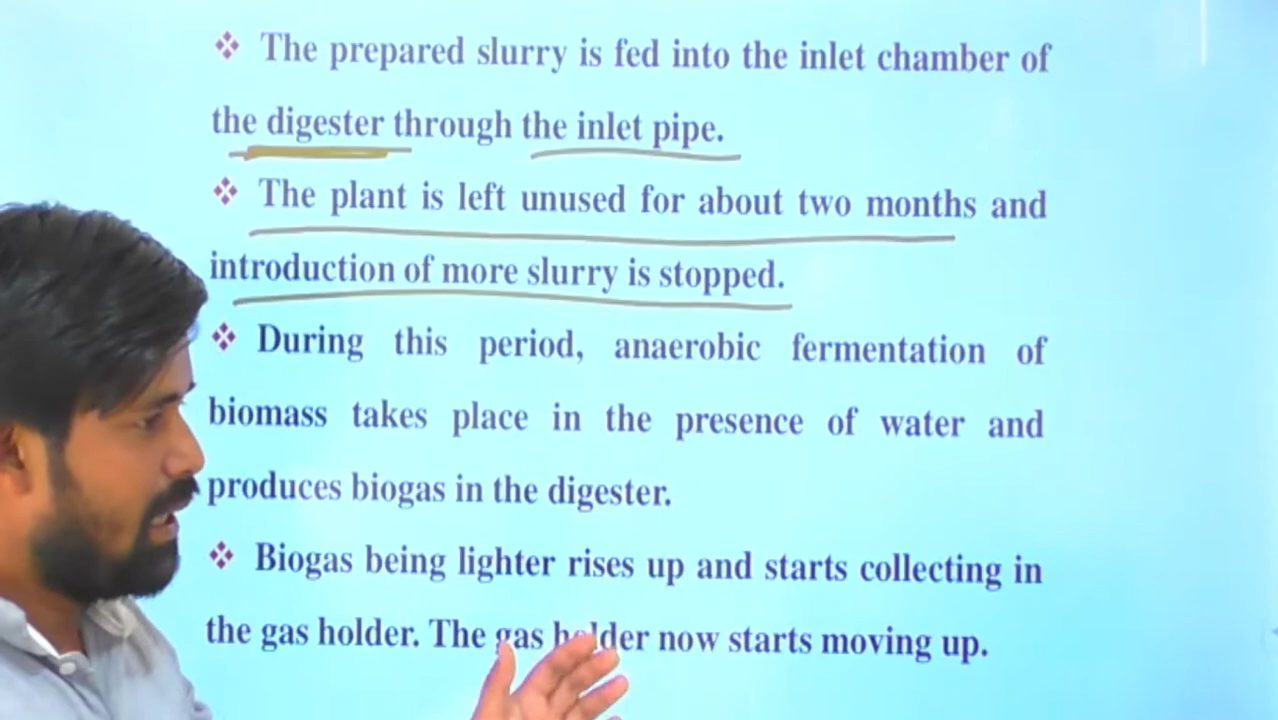 ❖ The prepared slurry is fed into the inlet chamber of
the digester through the inlet pipe.
❖ The plant is left unused for about two months and
introduction of more slurry is stopped.
❖ During this period, anaerobic fermentation of
biomass takes place in the presence of water and
produces biogas in the digester.
❖ Biogas being lighter rises up and starts collecting in
the gas holder. The gas holder now starts moving up.